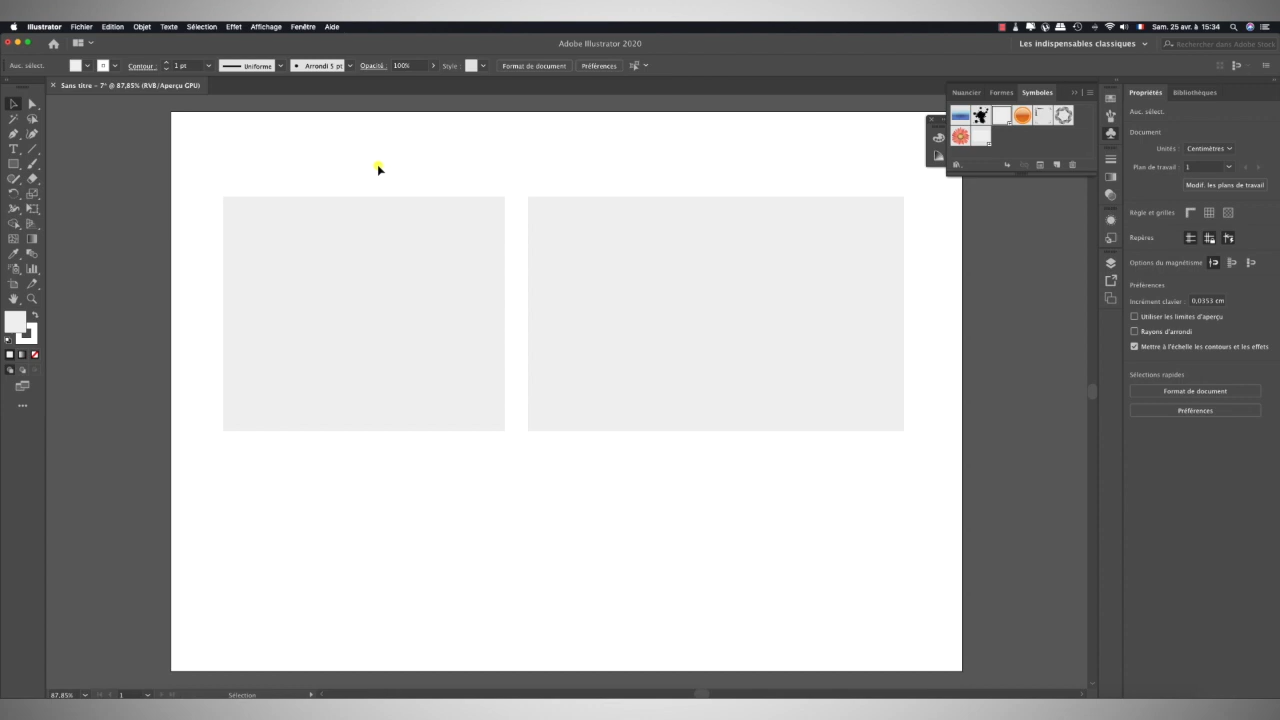 Illustrator Fichier Edition Objet Texte Sélection Effet Affichage Fenêtre Aide
Sam. 25 avr. à 15:34
Adobe Illustrator 2020
Les indispensables classiques
Rechercher dans Adobe Stock
Auc. sélect.
Contour :
1 pt
Uniforme
Arrondi 5 pt
Opacité :
100%
Style :
Format de document
Préférences
Sans titre - 7* @ 87,85% (RVB/Aperçu GPU)
Nuancier Formes Symboles
Propriétés Bibliothèques
Auc. sélect.
Document
Unités : Centimètres
Plan de travail : 1
Modif. les plans de travail
Règle et grilles
Repères
Options du magnétisme
Préférences
Incrément clavier : 0,0353 cm
Utiliser les limites d'aperçu
Rayons d'arrondi
Mettre à l'échelle les contours et les effets
Sélections rapides
Format de document
Préférences
87,85% 1 Sélection